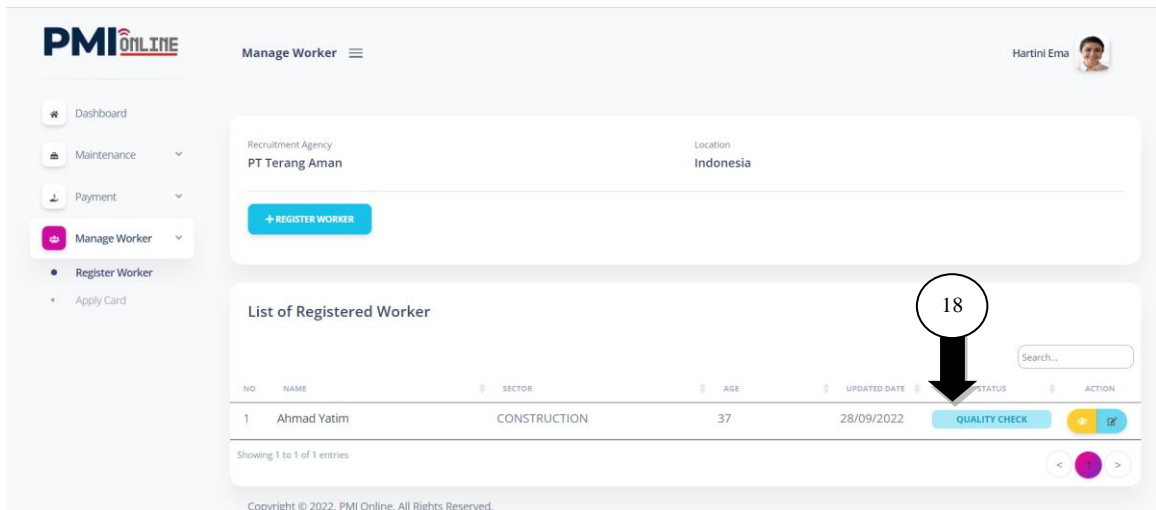 PMI ONLINE
Manage Worker
Hartini Ema
Dashboard
Maintenance
Payment
Manage Worker
Register Worker
Apply Card
Recruitment Agency
PT Terang Aman
Location
Indonesia
+ REGISTER WORKER
List of Registered Worker
18
Search...
NO NAME SECTOR AGE UPDATED DATE STATUS ACTION
1 Ahmad Yatim CONSTRUCTION 37 28/09/2022 QUALITY CHECK
Showing 1 to 1 of 1 entries
< 1 >
Copyright © 2022. PMI Online. All Rights Reserved.